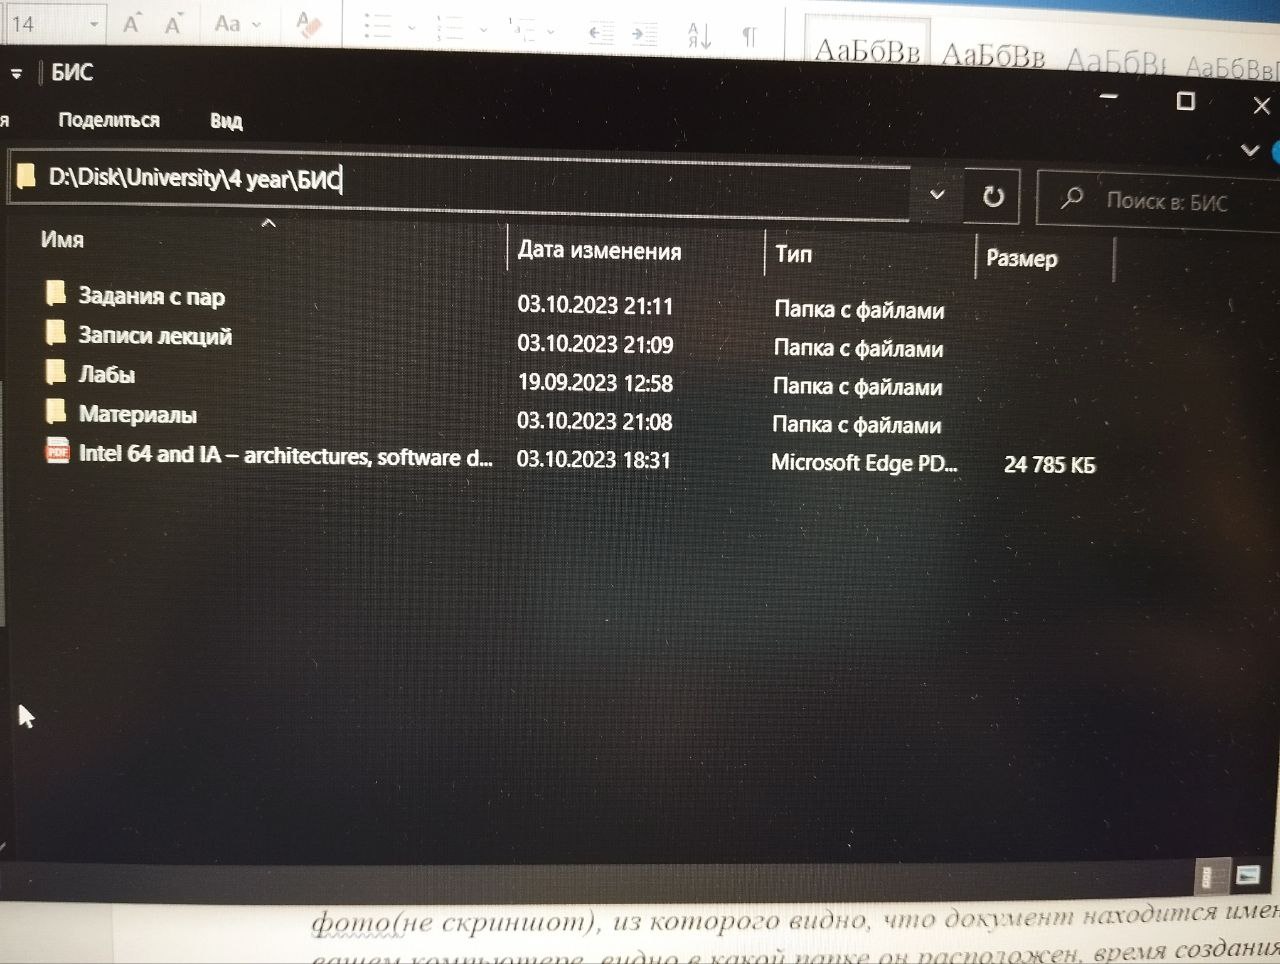 14 Aa АаБбВв АаБбВв АаБбВв АаБбВв
БИС
я Поделиться Вид
D:\Disk\University\4 year\БИС
Поиск в: БИС
Имя Дата изменения Тип Размер
Задания с пар 03.10.2023 21:11 Папка с файлами
Записи лекций 03.10.2023 21:09 Папка с файлами
Лабы 19.09.2023 12:58 Папка с файлами
Материалы 03.10.2023 21:08 Папка с файлами
PDF Intel 64 and IA – architectures, software d... 03.10.2023 18:31 Microsoft Edge PD... 24 785 КБ
фото(не скриншот), из которого видно, что документ находится имен
вашем компьютере, видно в какой папке он расположен, время создания